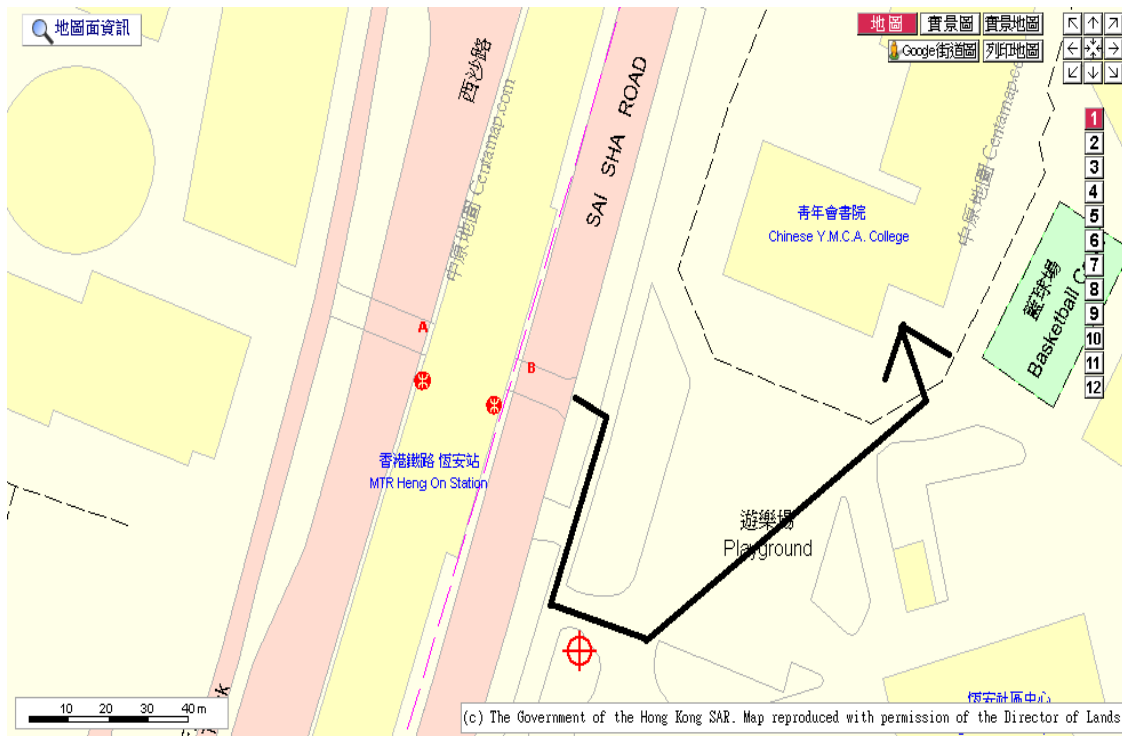 地圖面資訊
地圖
實景圖
實景地圖
Google街道圖
列印地圖
西沙路
SAI SHA ROAD
中原地圖 Centamap.com
中原地圖 Centamap.com
青年會書院
Chinese Y.M.C.A. College
籃球場
Basketball C
1
2
3
4
5
6
7
8
9
10
11
12
A
B
香港鐵路 恆安站
MTR Heng On Station
遊樂場
Playground
恆安社區中心
10 20 30 40 m
(c) The Government of the Hong Kong SAR. Map reproduced with permission of the Director of Lands